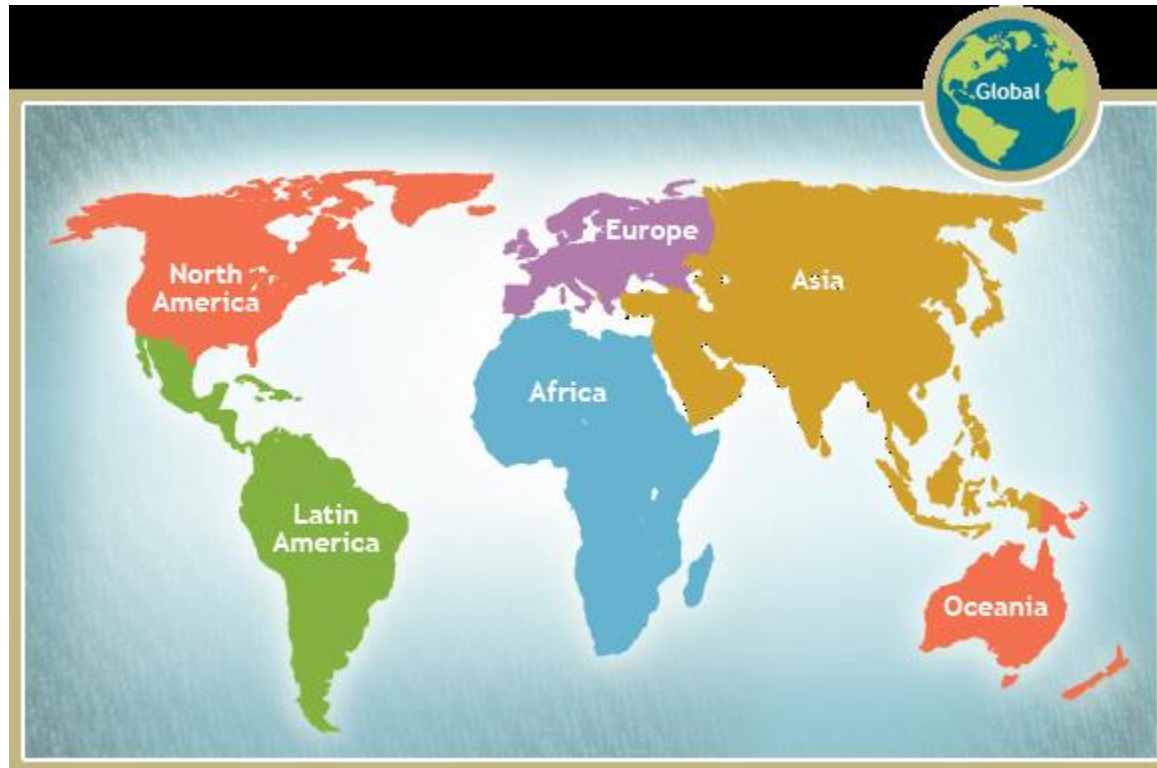 Global
Europe
North
America
Asia
Africa
Latin
America
Oceania